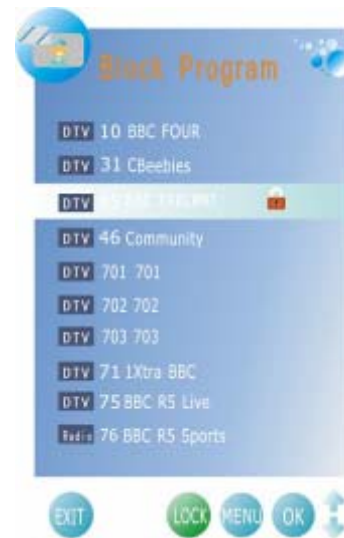 Block Program
DTV 10 BBC FOUR
DTV 31 CBeebies
DTV 45 BBC
DTV 46 Community
DTV 701 701
DTV 702 702
DTV 703 703
DTV 71 1Xtra BBC
DTV 75 BBC R5 Live
Radio 76 BBC R5 Sports
EXIT LOCK MENU OK